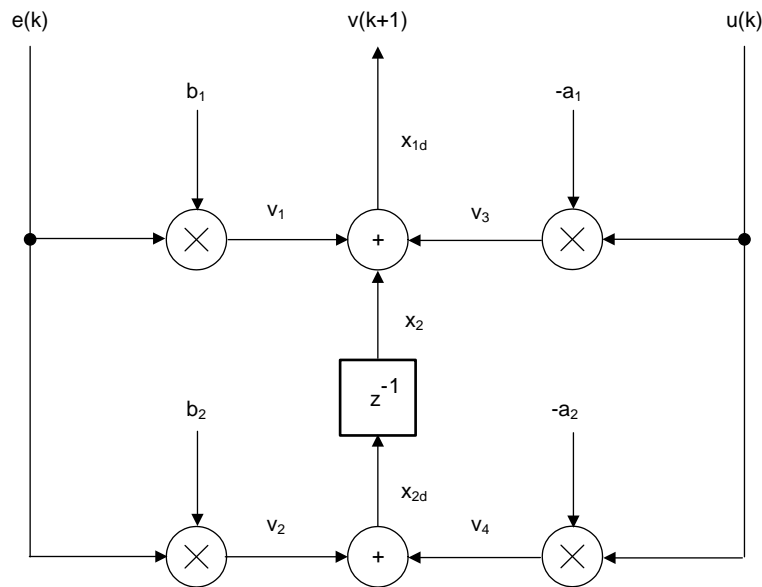 e(k) v(k+1) u(k)
b₁ -a₁
x₁d
v₁ v₃
+
x₂
z⁻¹
b₂ -a₂
x₂d
v₂ v₄
+